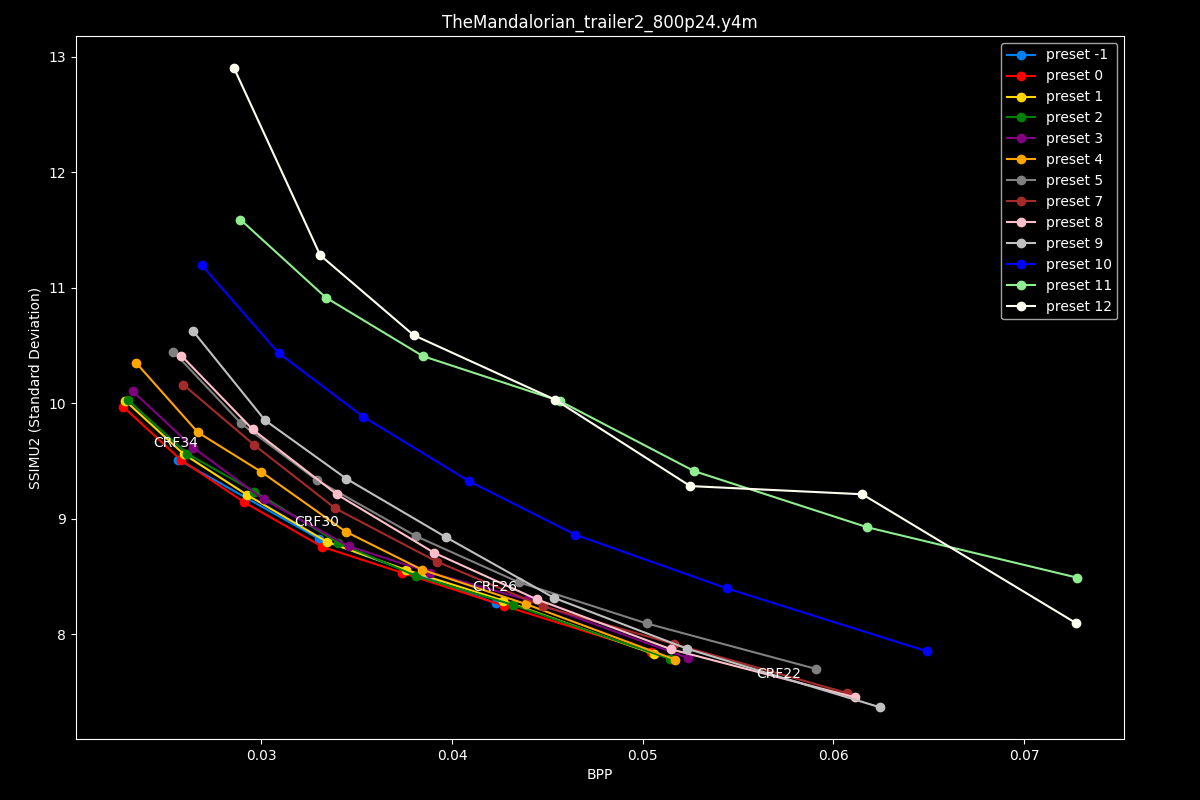 TheMandalorian_trailer2_800p24.y4m
preset -1
preset 0
preset 1
preset 2
preset 3
preset 4
preset 5
preset 7
preset 8
preset 9
preset 10
preset 11
preset 12
13
12
11
10
9
8
SSIMU2 (Standard Deviation)
CRF34
CRF30
CRF26
CRF22
0.03
0.04
0.05
0.06
0.07
BPP